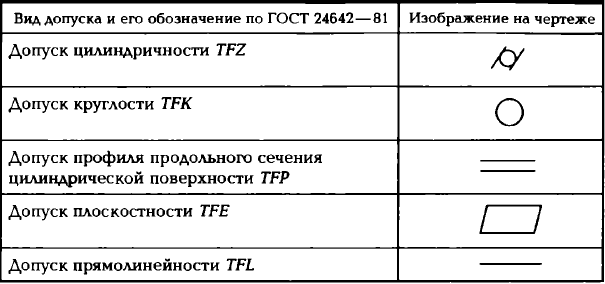 Вид допуска и его обозначение по ГОСТ 24642—81 Изображение на чертеже
Допуск цилиндричности TFZ
Допуск круглости TFK
Допуск профиля продольного сечения
цилиндрической поверхности TFP
Допуск плоскостности TFE
Допуск прямолинейности TFL